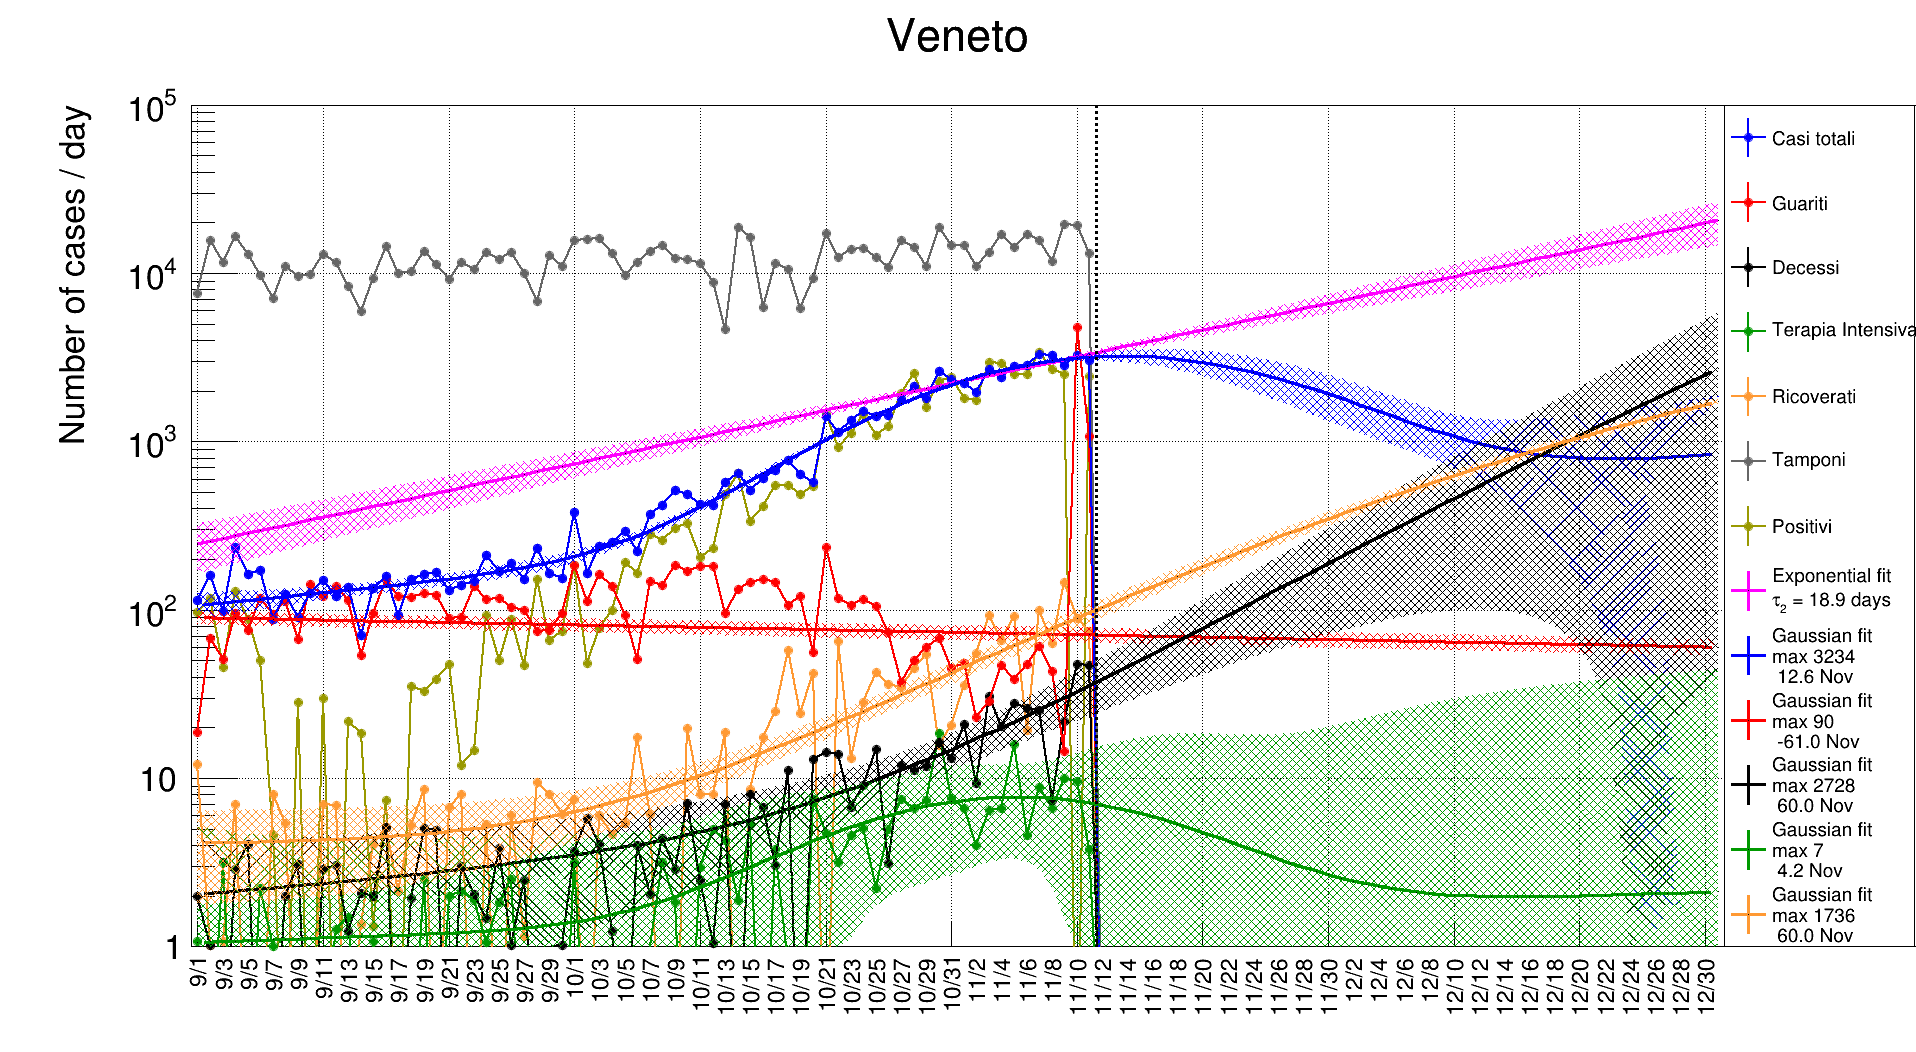 Veneto
Number of cases / day
10^5
10^4
10^3
10^2
10
1
9/1
9/3
9/5
9/7
9/9
9/11
9/13
9/15
9/17
9/19
9/21
9/23
9/25
9/27
9/29
10/1
10/3
10/5
10/7
10/9
10/11
10/13
10/15
10/17
10/19
10/21
10/23
10/25
10/27
10/29
10/31
11/2
11/4
11/6
11/8
11/10
11/12
11/14
11/16
11/18
11/20
11/22
11/24
11/26
11/28
11/30
12/2
12/4
12/6
12/8
12/10
12/12
12/14
12/16
12/18
12/20
12/22
12/24
12/26
12/28
12/30
Casi totali
Guariti
Decessi
Terapia Intensiva
Ricoverati
Tamponi
Positivi
Exponential fit
τ2 = 18.9 days
Gaussian fit
max 3234
12.6 Nov
Gaussian fit
max 90
-61.0 Nov
Gaussian fit
max 2728
60.0 Nov
Gaussian fit
max 7
4.2 Nov
Gaussian fit
max 1736
60.0 Nov